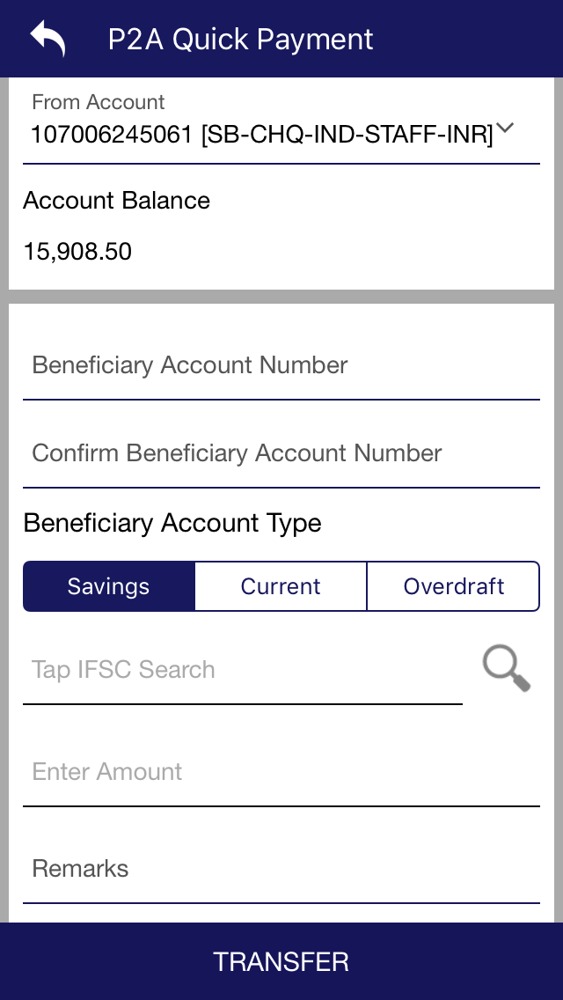 P2A Quick Payment
From Account
107006245061 [SB-CHQ-IND-STAFF-INR]
Account Balance
15,908.50
Beneficiary Account Number
Confirm Beneficiary Account Number
Beneficiary Account Type
Savings Current Overdraft
Tap IFSC Search
Enter Amount
Remarks
TRANSFER